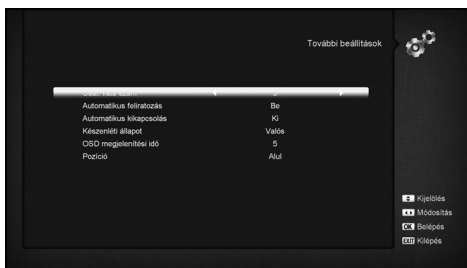 További beállítások
Automatikus feliratozás Be
Automatikus kikapcsolás Ki
Készenléti állapot Valós
OSD megjelenítési idő 5
Pozíció Alul
Kijelölés
Módosítás
OK Belépés
EXIT Kilépés